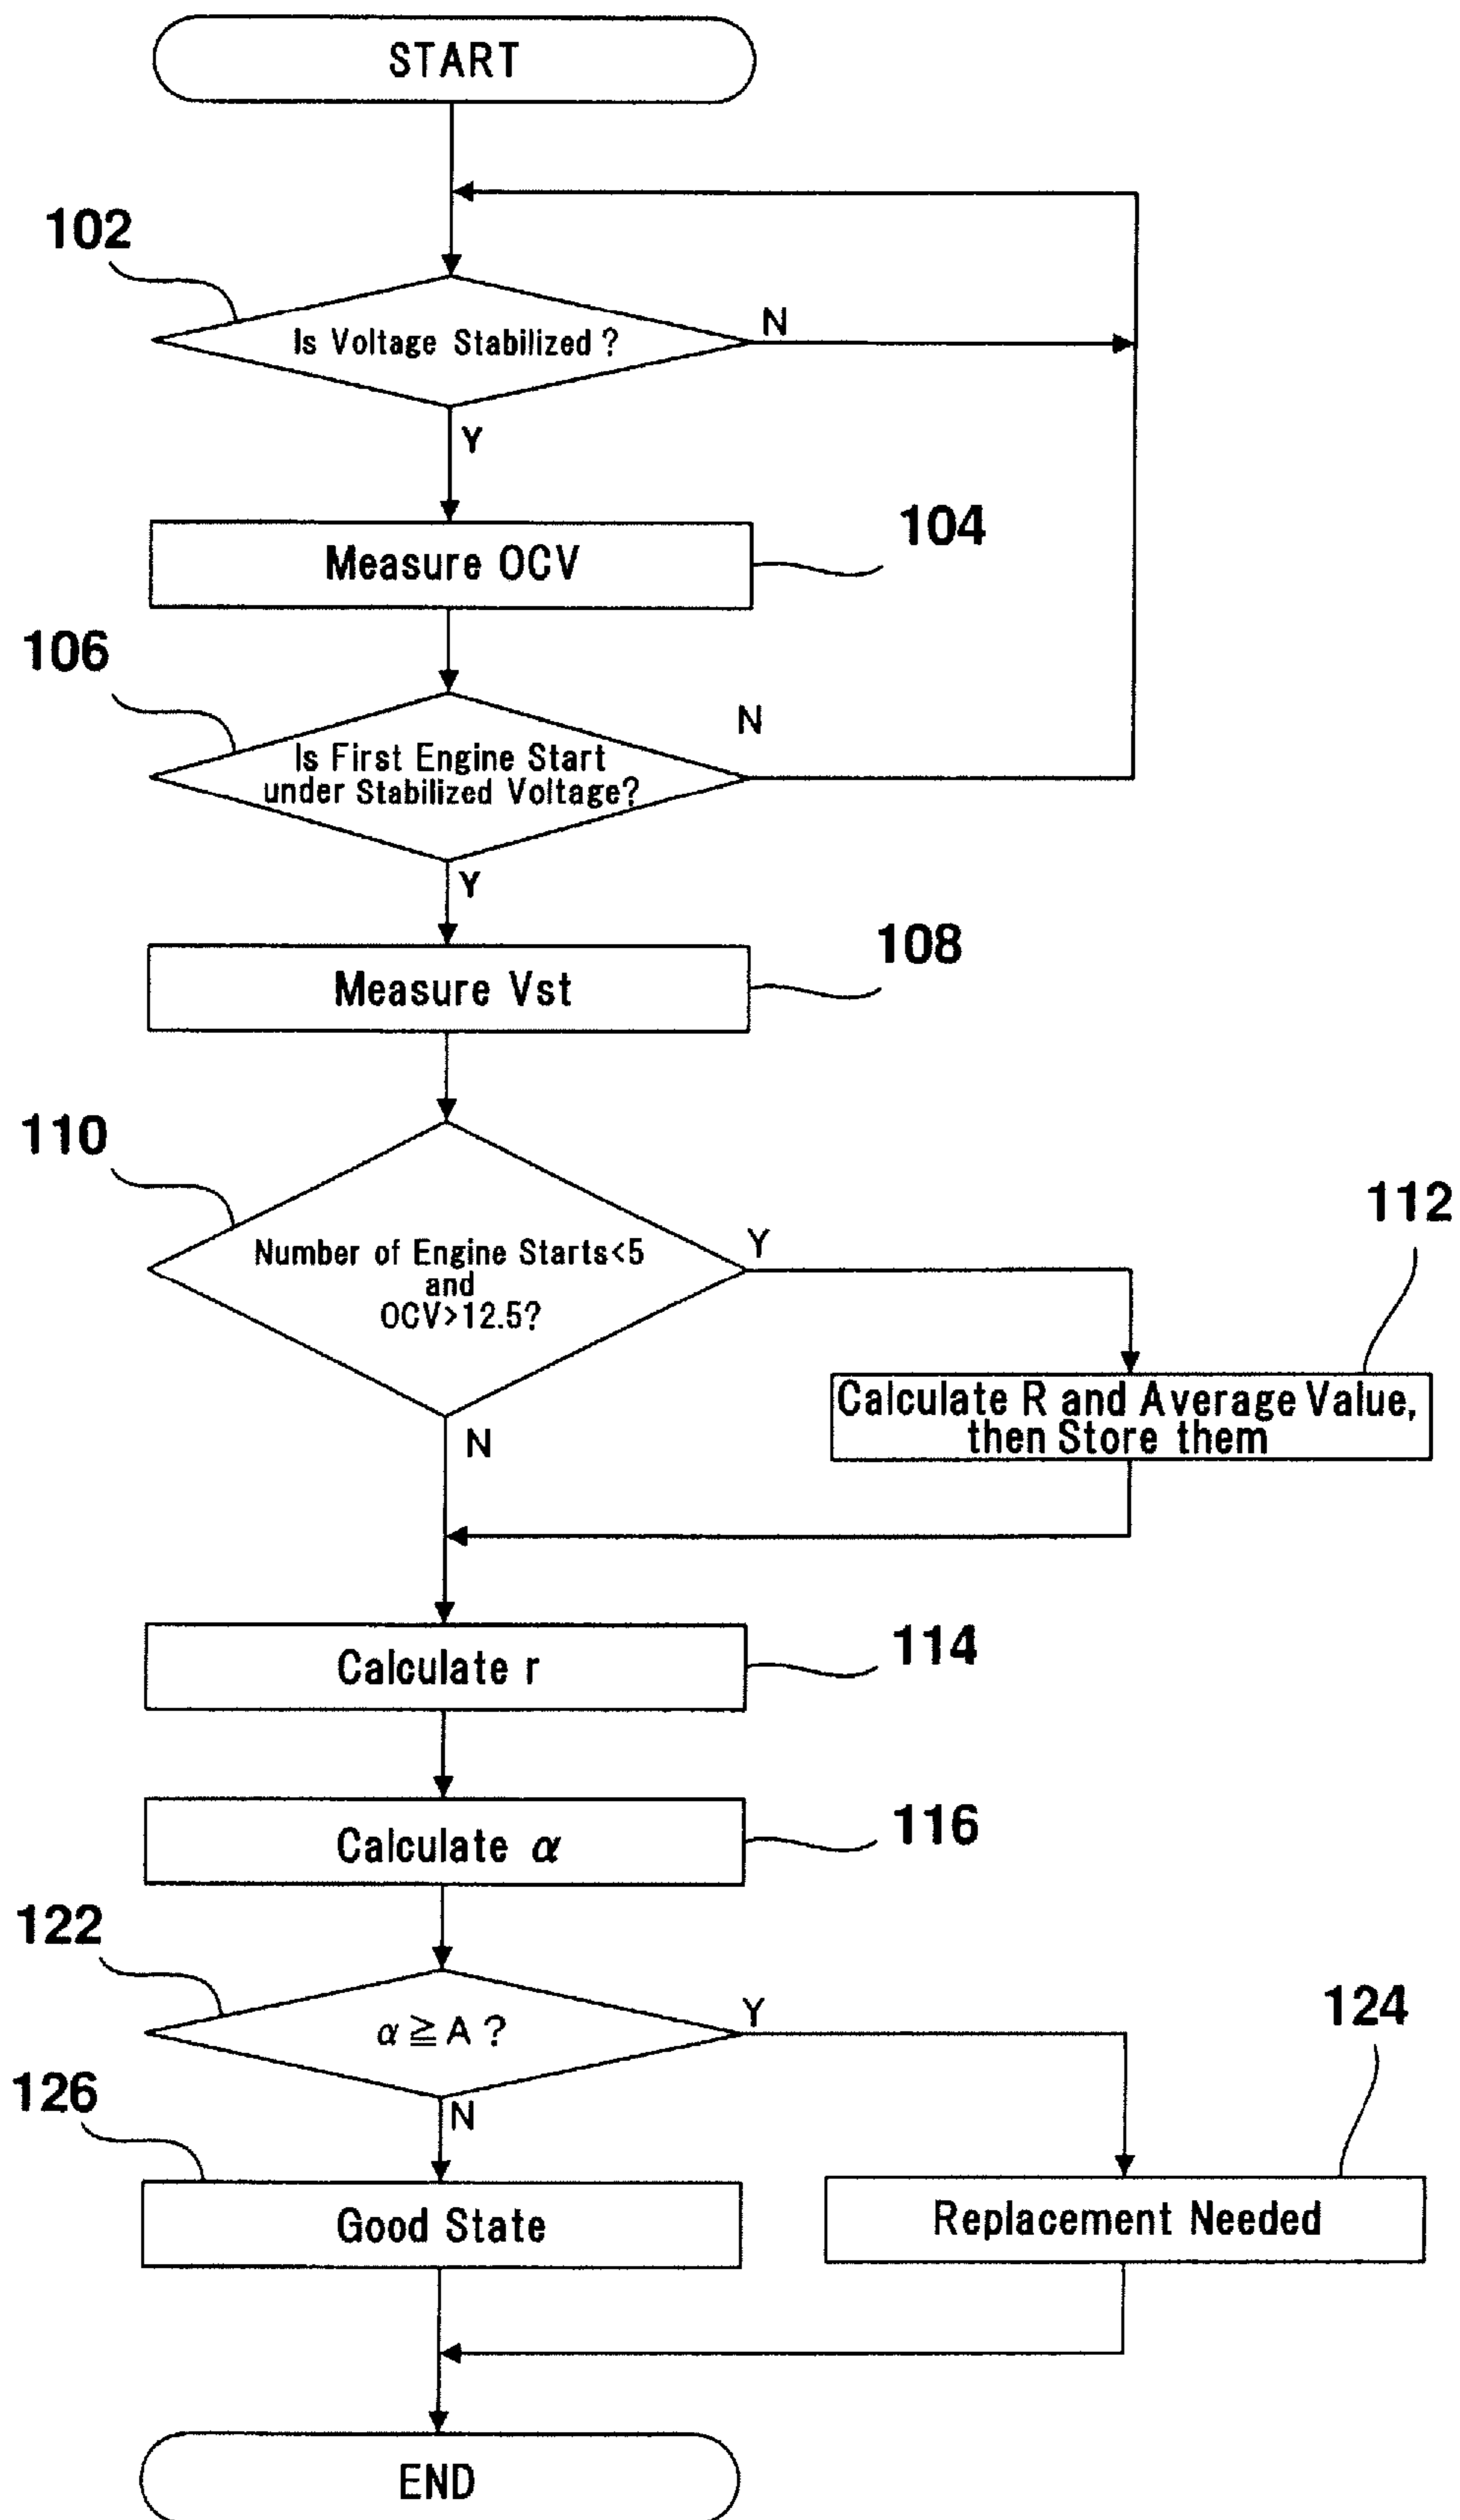 START
102
Is Voltage Stabilized ?
N
Y
Measure OCV
104
106
Is First Engine Start
under Stabilized Voltage?
N
Y
Measure Vst
108
110
Number of Engine Starts<5
and
OCV>12.5?
Y
N
112
Calculate R and Average Value,
then Store them
Calculate r
114
Calculate α
116
122
α≧A ?
Y
N
124
Replacement Needed
126
Good State
END